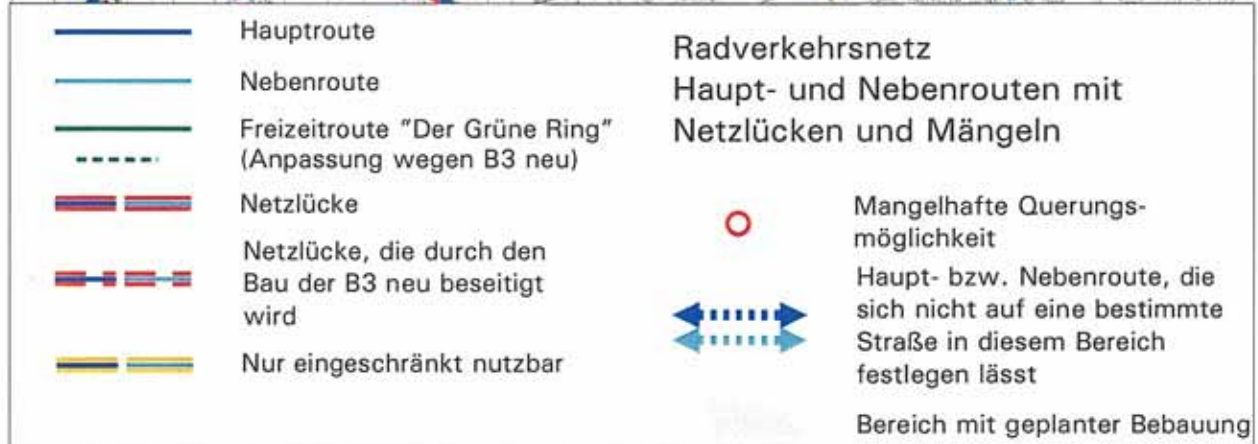 Hauptroute
Nebenroute
Freizeitroute "Der Grüne Ring"
(Anpassung wegen B3 neu)
Netzlücke
Netzlücke, die durch den
Bau der B3 neu beseitigt
wird
Nur eingeschränkt nutzbar
Radverkehrsnetz
Haupt- und Nebenrouten mit
Netzlücken und Mängeln
Mangelhafte Querungs-
möglichkeit
Haupt- bzw. Nebenroute, die
sich nicht auf eine bestimmte
Straße in diesem Bereich
festlegen lässt
Bereich mit geplanter Bebauung